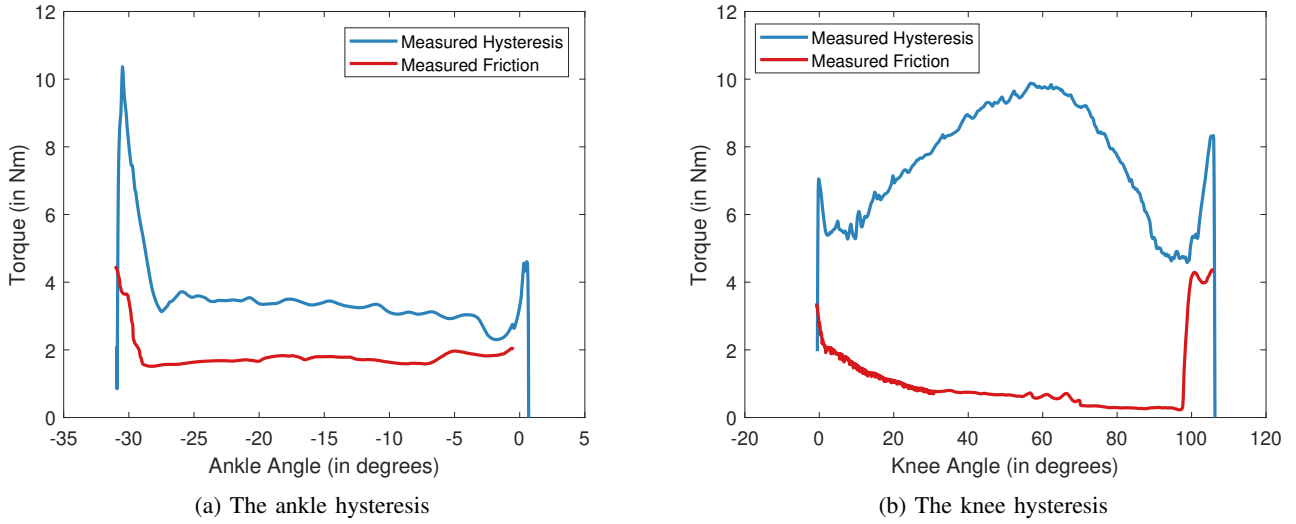 12
10
8
6
4
2
0
Torque (in Nm)
Measured Hysteresis
Measured Friction
-35 -30 -25 -20 -15 -10 -5 0 5
Ankle Angle (in degrees)
(a) The ankle hysteresis
12
10
8
6
4
2
0
Torque (in Nm)
Measured Hysteresis
Measured Friction
-20 0 20 40 60 80 100 120
Knee Angle (in degrees)
(b) The knee hysteresis